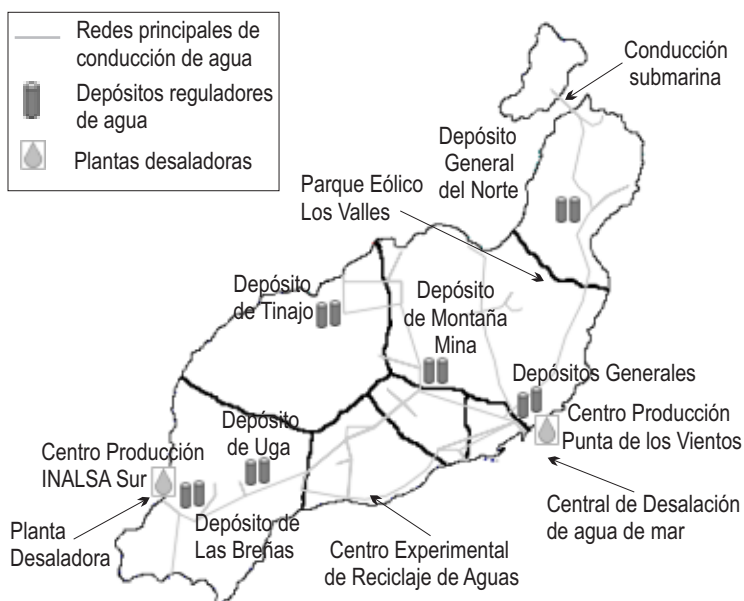 Redes principales de
conducción de agua
Depósitos reguladores
de agua
Plantas desaladoras
Conducción
submarina
Depósito
General
del Norte
Parque Eólico
Los Valles
Depósito
de Tinajo
Depósito
de Montaña
Mina
Depósitos Generales
Centro Producción
Punta de los Vientos
Depósito
de Uga
Centro Producción
INALSA Sur
Central de Desalación
de agua de mar
Planta
Desaladora
Depósito de
Las Breñas
Centro Experimental
de Reciclaje de Aguas